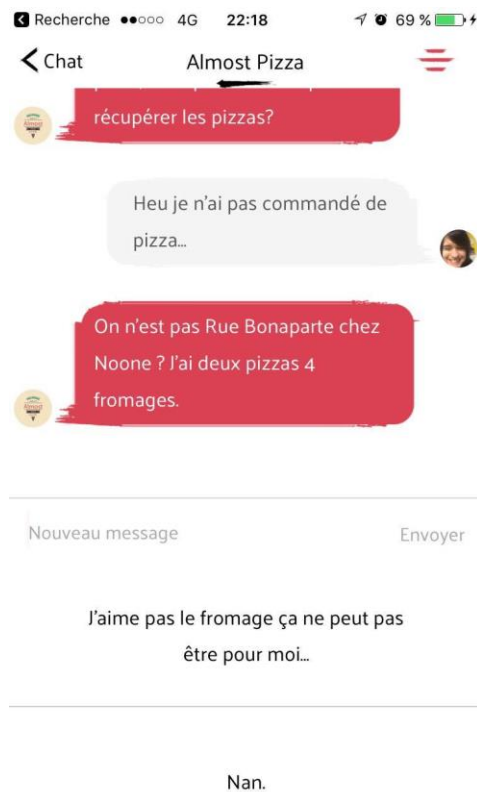 Recherche 4G 22:18 69 %
Chat Almost Pizza
récupérer les pizzas?
Heu je n'ai pas commandé de
pizza...
On n'est pas Rue Bonaparte chez
Noone ? J'ai deux pizzas 4
fromages.
Nouveau message Envoyer
J'aime pas le fromage ça ne peut pas
être pour moi...
Nan.